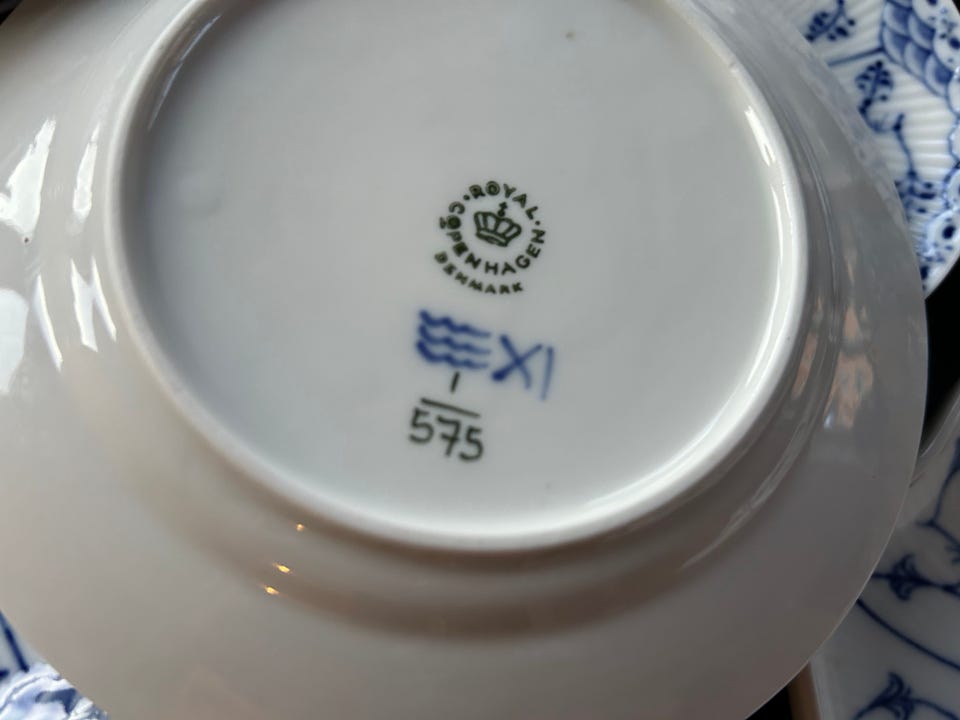 ROYAL · COPENHAGEN ·
DENMARK
XI
1
575